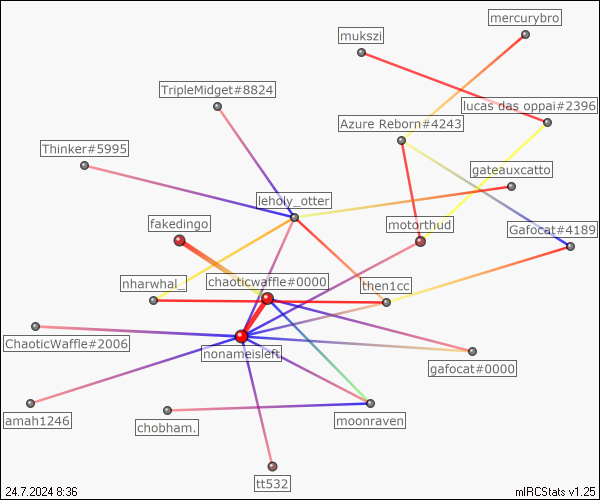 mercurybro
mukszi
TripleMidget#8824
lucas das oppai#2396
Azure Reborn#4243
Thinker#5995
gateauxcatto
leholy_otter
fakedingo
motorthud
Gafocat#4189
nharwhal
chaoticwaffle#0000
then1cc
ChaoticWaffle#2006
nonameisleft
gafocat#0000
amah1246
chobham.
moonraven
tt532
24.7.2024 8:36
mIRCStats v1.25